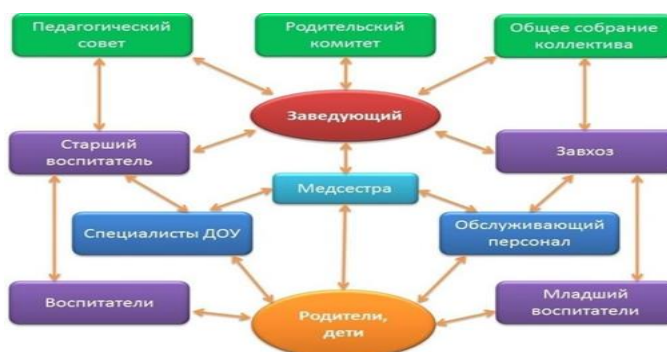 Педагогический
совет
Родительский
комитет
Общее собрание
коллектива
Заведующий
Старший
воспитатель
Завхоз
Медсестра
Специалисты ДОУ
Обслуживающий
персонал
Воспитатели
Родители,
дети
Младший
воспитатели